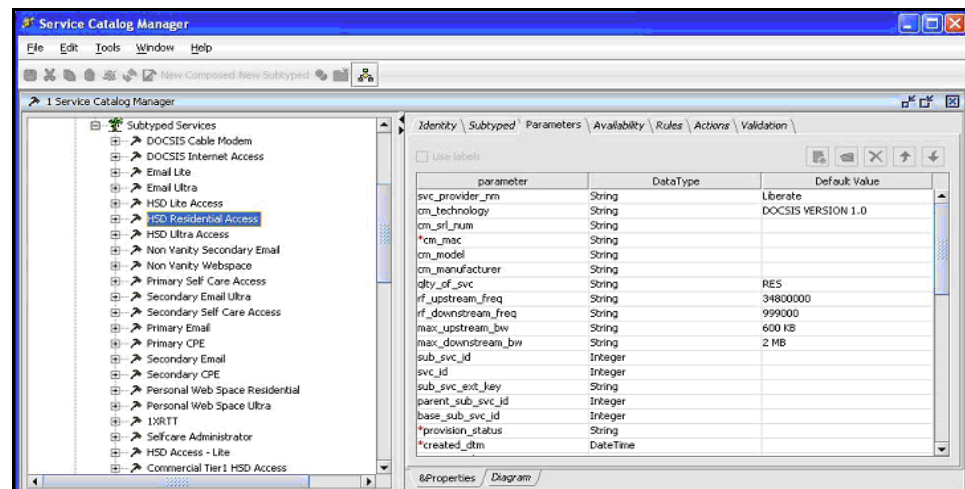 Service Catalog Manager
File Edit Tools Window Help
New Composed New Subtyped
1 Service Catalog Manager
Subtyped Services
DOCSIS Cable Modem
DOCSIS Internet Access
Email Lite
Email Ultra
HSD Lite Access
HSD Residential Access
HSD Ultra Access
Non Vanity Secondary Email
Non Vanity Webspace
Primary Self Care Access
Secondary Email Ultra
Secondary Self Care Access
Primary Email
Primary CPE
Secondary Email
Secondary CPE
Personal Web Space Residential
Personal Web Space Ultra
1XRTT
Selfcare Administrator
HSD Access - Lite
Commercial Tier1 HSD Access
Identity Subtyped Parameters Availability Rules Actions Validation
Use labels
parameter DataType Default Value
svc_provider_nm String Liberate
cm_technology String DOCSIS VERSION 1.0
cm_srl_num String
*cm_mac String
cm_model String
cm_manufacturer String
qlty_of_svc String RES
rf_upstream_freq String 34800000
rf_downstream_freq String 999000
max_upstream_bw String 600 KB
max_downstream_bw String 2 MB
sub_svc_id Integer
svc_id Integer
sub_svc_ext_key String
parent_sub_svc_id Integer
base_sub_svc_id Integer
*provision_status String
*created_dtm DateTime
&Properties Diagram